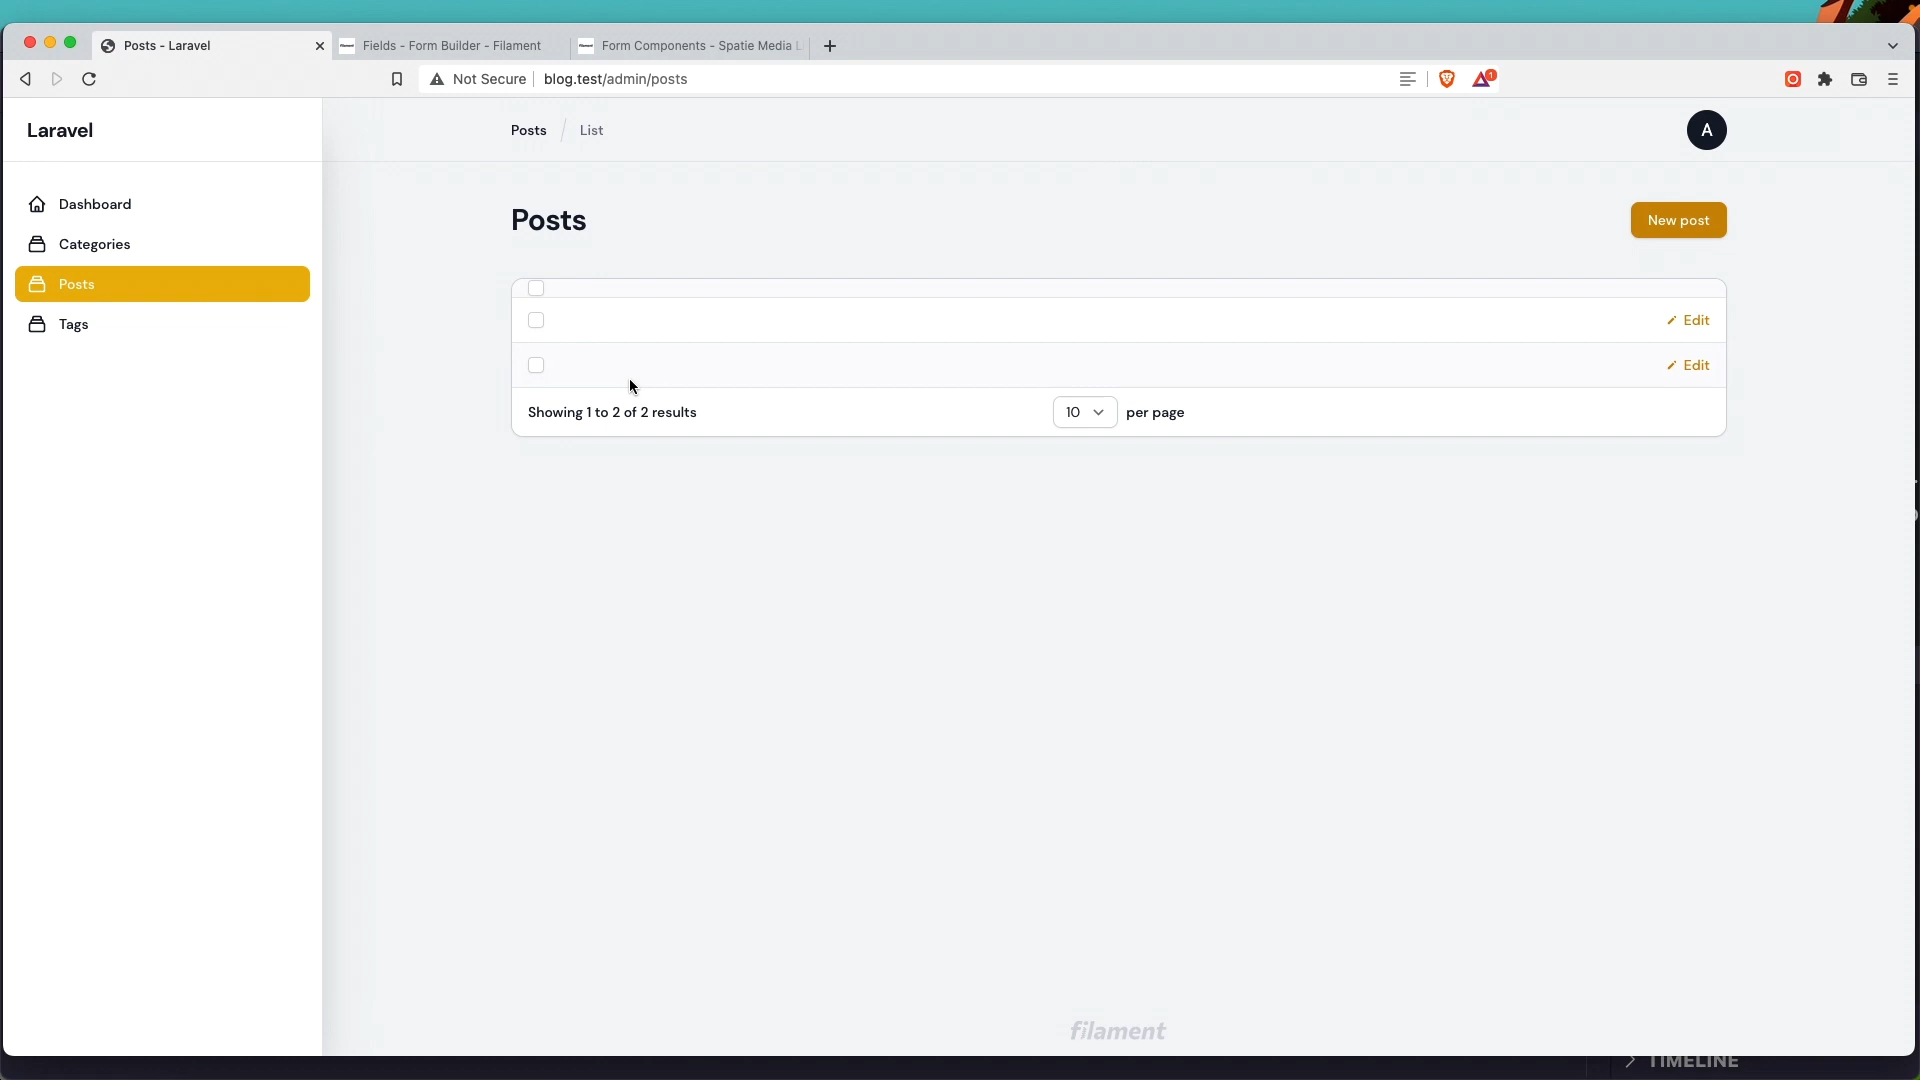 Posts - Laravel
Fields - Form Builder - Filament
Form Components - Spatie Media L
Not Secure
blog.test/admin/posts
1
Laravel
Posts
List
A
Dashboard
Categories
Posts
Tags
Posts
New post
Edit
Edit
Showing 1 to 2 of 2 results
10
per page
filament
TIMELINE